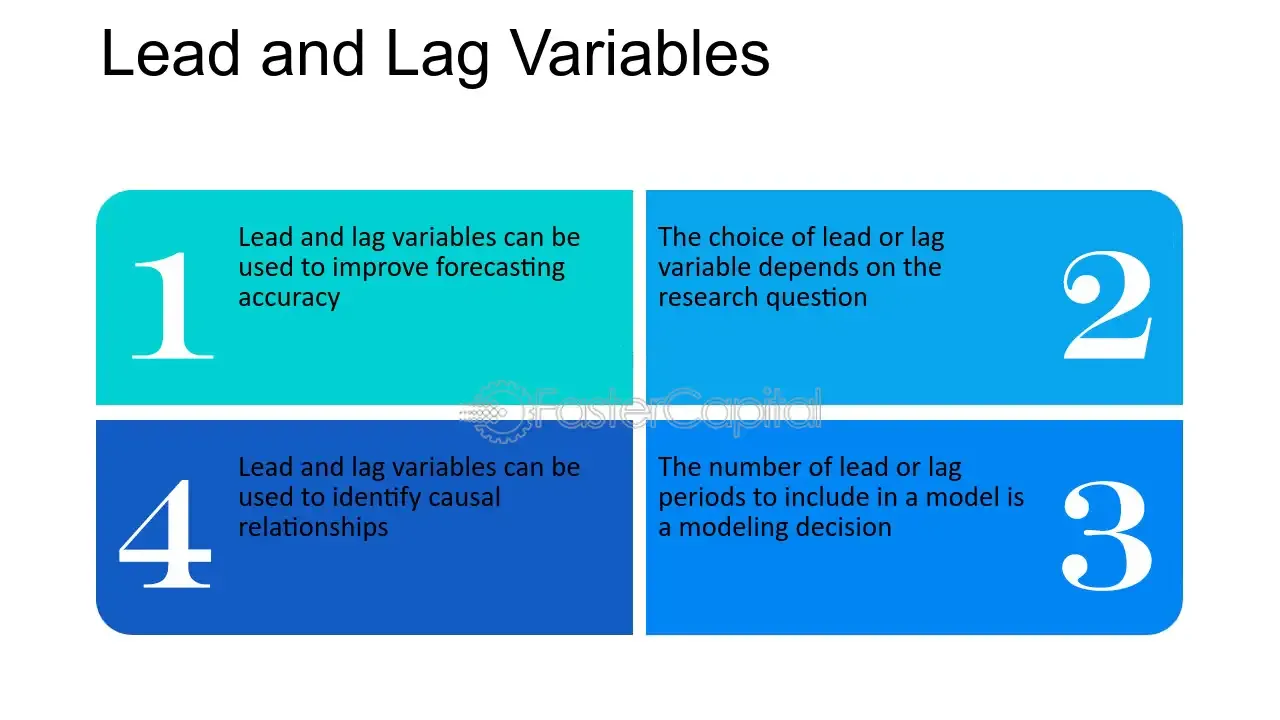 Lead and Lag Variables
1
Lead and lag variables can be
used to improve forecasting
accuracy
The choice of lead or lag
variable depends on the
research question
2
FasterCapital
4
Lead and lag variables can be
used to identify causal
relationships
The number of lead or lag
periods to include in a model is
a modeling decision
3